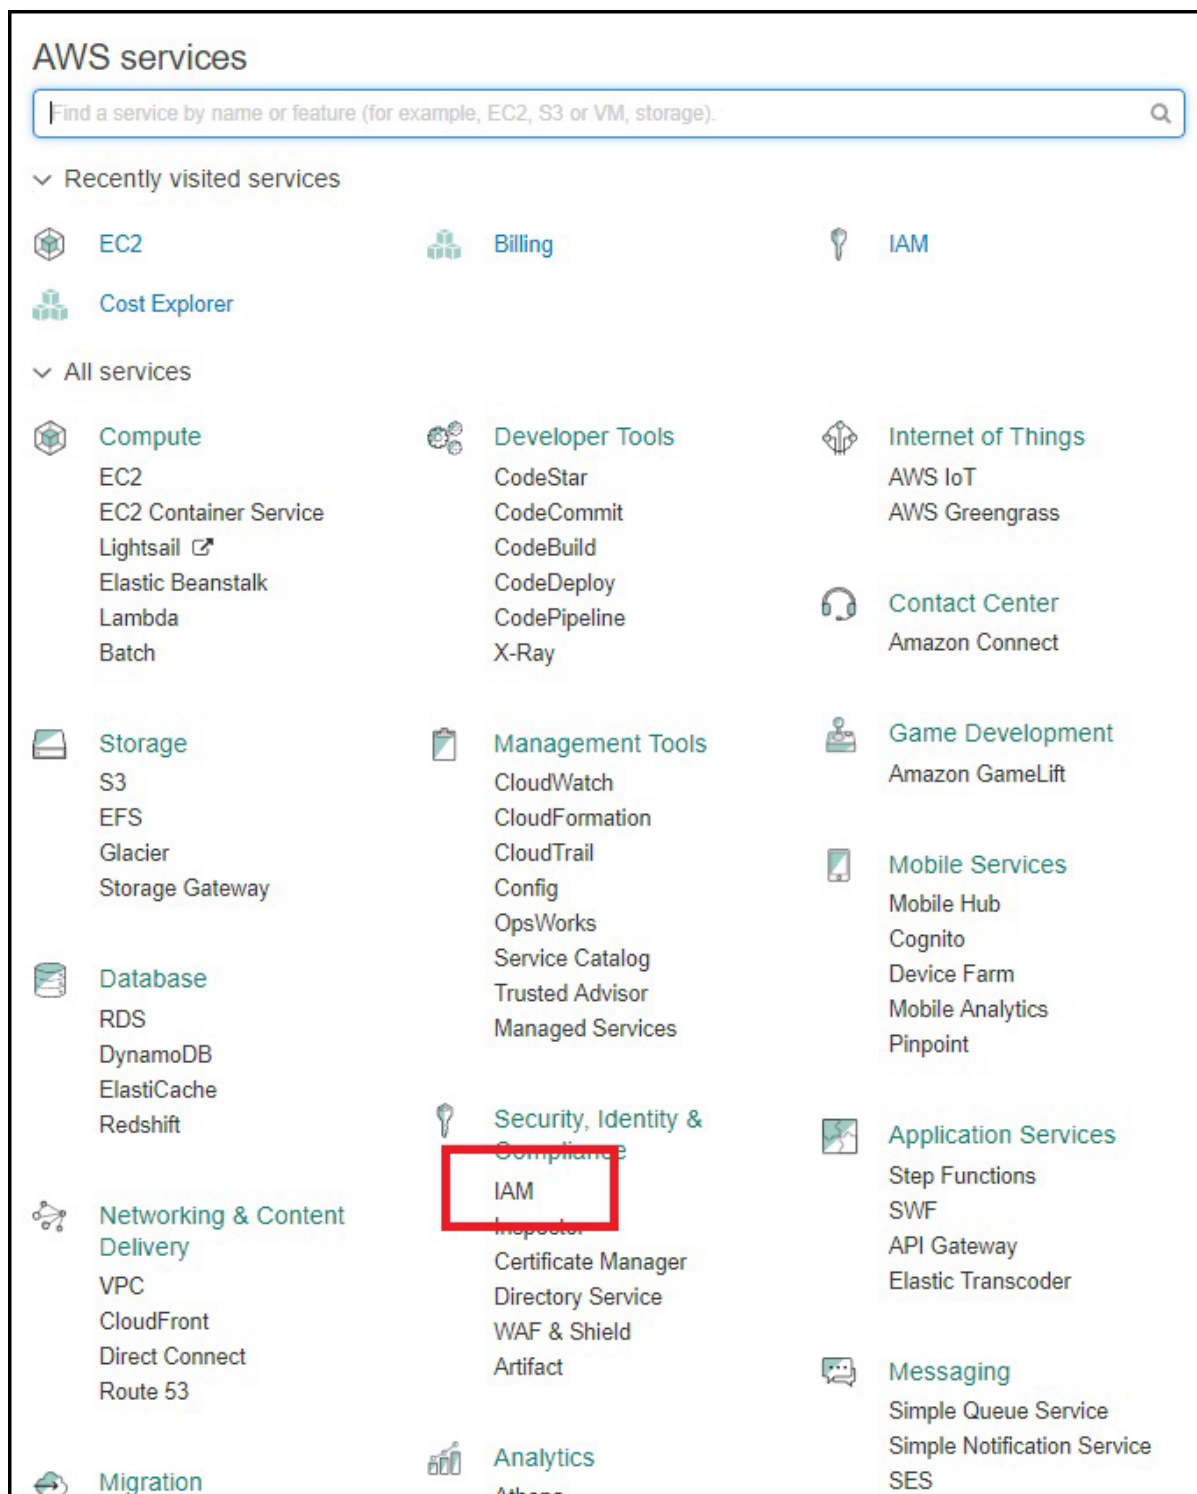 AWS services
Find a service by name or feature (for example, EC2, S3 or VM, storage).
Recently visited services
EC2
Billing
IAM
Cost Explorer
All services
Compute
EC2
EC2 Container Service
Lightsail
Elastic Beanstalk
Lambda
Batch
Storage
S3
EFS
Glacier
Storage Gateway
Database
RDS
DynamoDB
ElastiCache
Redshift
Networking & Content
Delivery
VPC
CloudFront
Direct Connect
Route 53
Migration
Developer Tools
CodeStar
CodeCommit
CodeBuild
CodeDeploy
CodePipeline
X-Ray
Management Tools
CloudWatch
CloudFormation
CloudTrail
Config
OpsWorks
Service Catalog
Trusted Advisor
Managed Services
Security, Identity &
Compliance
IAM
Inspector
Certificate Manager
Directory Service
WAF & Shield
Artifact
Analytics
Athena
Internet of Things
AWS IoT
AWS Greengrass
Contact Center
Amazon Connect
Game Development
Amazon GameLift
Mobile Services
Mobile Hub
Cognito
Device Farm
Mobile Analytics
Pinpoint
Application Services
Step Functions
SWF
API Gateway
Elastic Transcoder
Messaging
Simple Queue Service
Simple Notification Service
SES